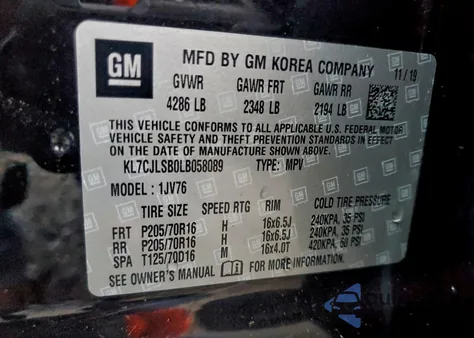 GM
MFD BY GM KOREA COMPANY
11 / 19
GVWR GAWR FRT GAWR RR
4286 LB 2348 LB 2194 LB
THIS VEHICLE CONFORMS TO ALL APPLICABLE U.S. FEDERAL MOTOR
VEHICLE SAFETY AND THEFT PREVENTION STANDARDS IN EFFECT
ON THE DATE OF MANUFACTURE SHOWN ABOVE.
KL7CJLSB0LB058089 TYPE: MPV
MODEL : 1JV76
TIRE SIZE SPEED RTG RIM COLD TIRE PRESSURE
FRT P205/70R16 H 16x6.5J 240KPA, 35 PSI
RR P205/70R16 H 16x6.5J 240KPA, 35 PSI
SPA T125/70D16 M 16x4.0T 420KPA, 60 PSI
SEE OWNER'S MANUAL FOR MORE INFORMATION.